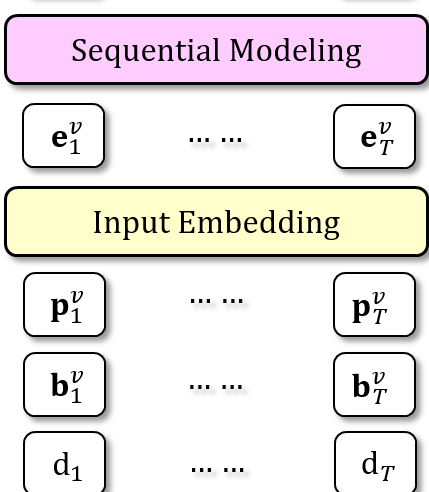 Sequential Modeling
𝐞₁ᵛ ... ... 𝐞_Tᵛ
Input Embedding
𝐩₁ᵛ ... ... 𝐩_Tᵛ
𝐛₁ᵛ ... ... 𝐛_Tᵛ
d₁ ... ... d_T